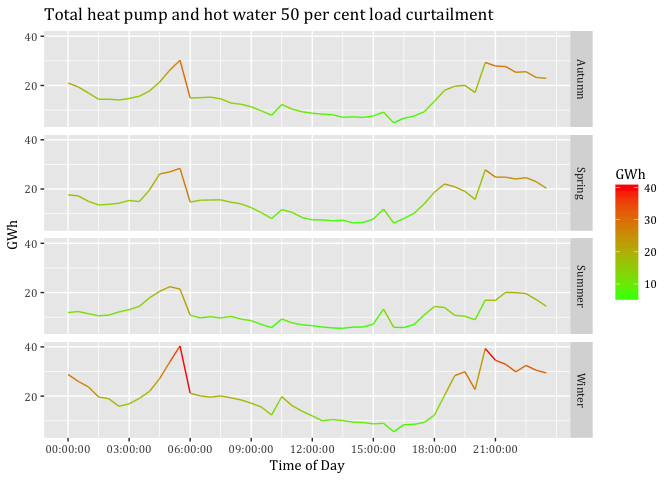 Total heat pump and hot water 50 per cent load curtailment
GWh
40
20
Autumn
40
20
Spring
40
20
Summer
40
20
Winter
00:00:00 03:00:00 06:00:00 09:00:00 12:00:00 15:00:00 18:00:00 21:00:00
Time of Day
GWh
40
30
20
10